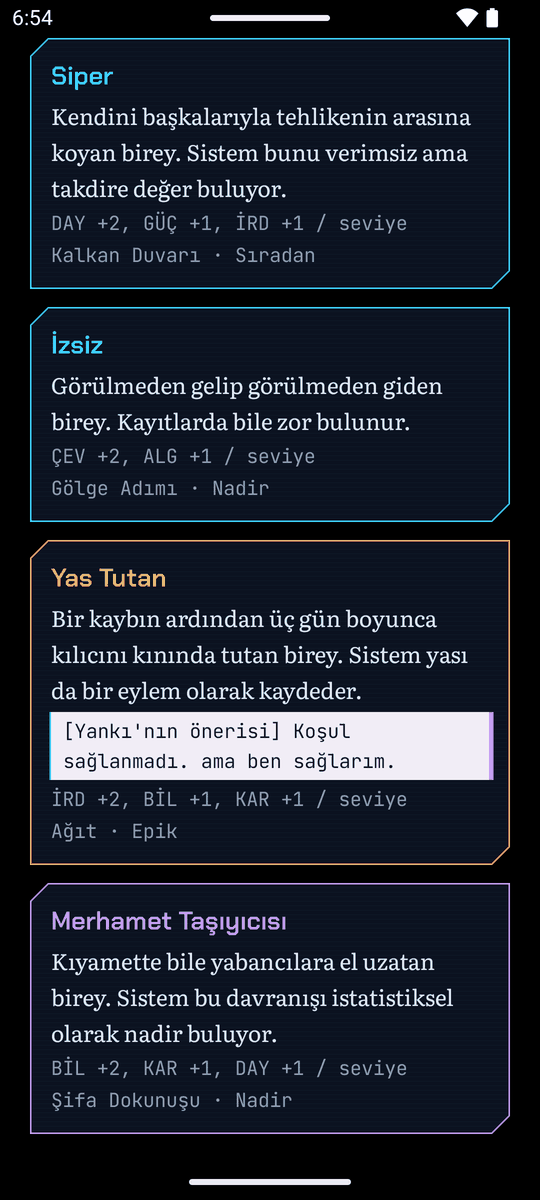 6:54
Siper
Kendini başkalarıyla tehlikenin arasına
koyan birey. Sistem bunu verimsiz ama
takdire değer buluyor.
DAY +2, GÜÇ +1, İRD +1 / seviye
Kalkan Duvarı · Sıradan
İzsiz
Görülmeden gelip görülmeden giden
birey. Kayıtlarda bile zor bulunur.
ÇEV +2, ALG +1 / seviye
Gölge Adımı · Nadir
Yas Tutan
Bir kaybın ardından üç gün boyunca
kılıcını kınında tutan birey. Sistem yası
da bir eylem olarak kaydeder.
[Yankı'nın önerisi] Koşul
sağlanmadı. ama ben sağlarım.
İRD +2, BİL +1, KAR +1 / seviye
Ağıt · Epik
Merhamet Taşıyıcısı
Kıyamette bile yabancılara el uzatan
birey. Sistem bu davranışı istatistiksel
olarak nadir buluyor.
BİL +2, KAR +1, DAY +1 / seviye
Şifa Dokunuşu · Nadir